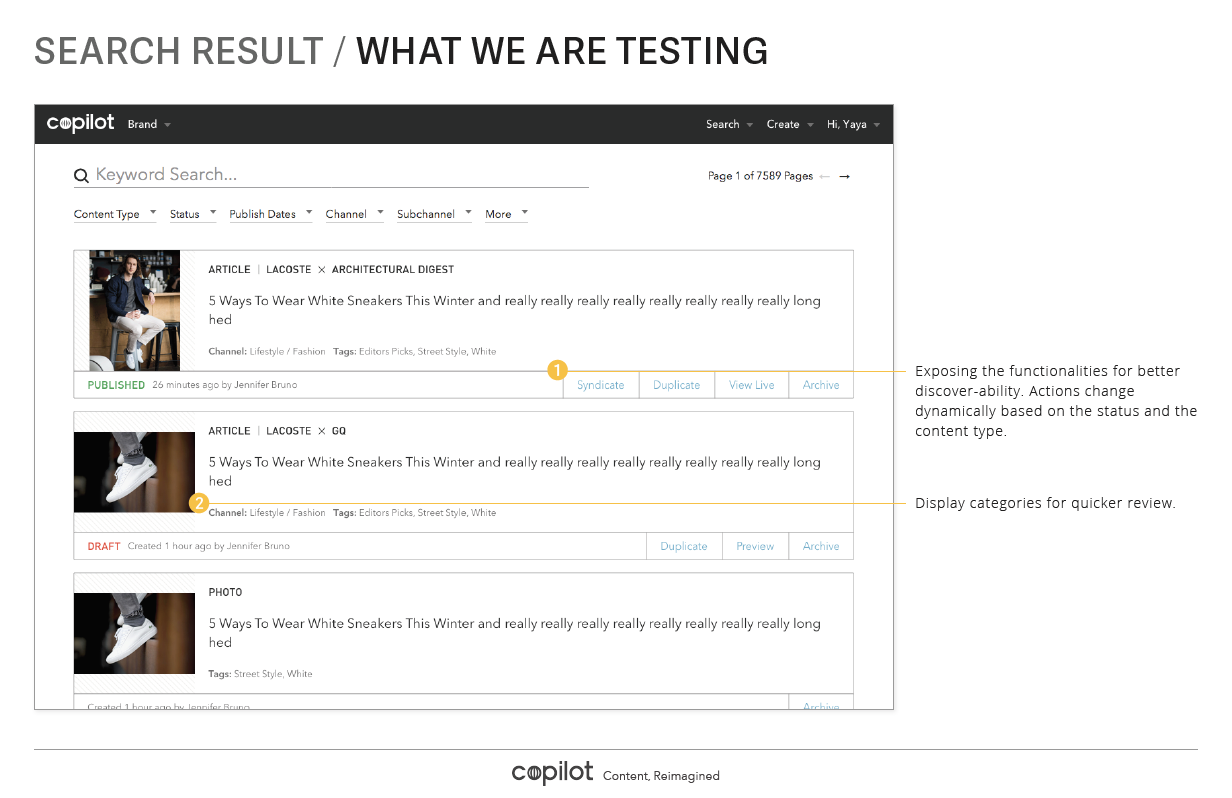 SEARCH RESULT / WHAT WE ARE TESTING
copilot Brand Search Create Hi, Yaya
Keyword Search...
Page 1 of 7589 Pages ← →
Content Type Status Publish Dates Channel Subchannel More
ARTICLE | LACOSTE × ARCHITECTURAL DIGEST
5 Ways To Wear White Sneakers This Winter and really really really really really really really really long
hed
Channel: Lifestyle / Fashion Tags: Editors Picks, Street Style, White
1
PUBLISHED 26 minutes ago by Jennifer Bruno Syndicate Duplicate View Live Archive
Exposing the functionalities for better
discover-ability. Actions change
dynamically based on the status and the
content type.
ARTICLE | LACOSTE × GQ
5 Ways To Wear White Sneakers This Winter and really really really really really really really really long
hed
2
Display categories for quicker review.
Channel: Lifestyle / Fashion Tags: Editors Picks, Street Style, White
DRAFT Created 1 hour ago by Jennifer Bruno Duplicate Preview Archive
PHOTO
5 Ways To Wear White Sneakers This Winter and really really really really really really really really long
hed
Tags: Street Style, White
Created 1 hour ago by Jennifer Bruno Archive
copilot Content, Reimagined